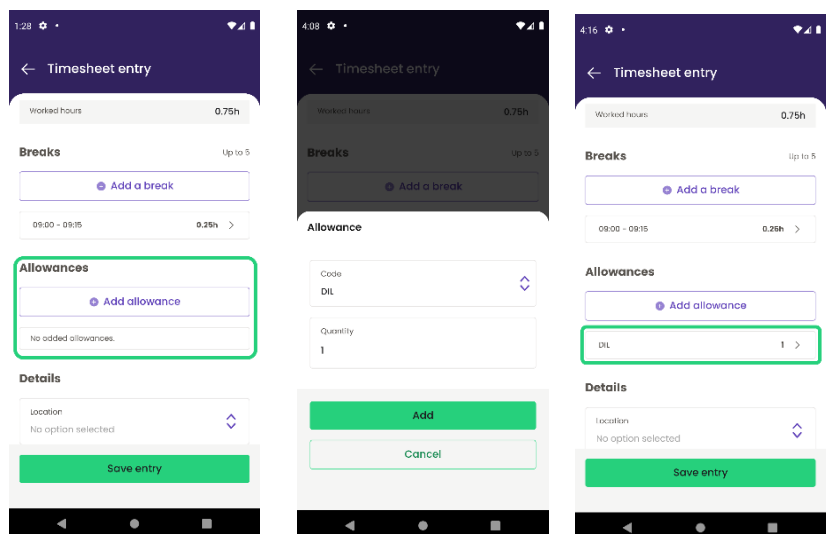 1:28
Timesheet entry
Worked hours 0.75h
Breaks Up to 5
Add a break
09:00 - 09:15 0.25h
Allowances
Add allowance
No added allowances.
Details
Location
No option selected
Save entry
4:08
Timesheet entry
Worked hours 0.75h
Breaks Up to 5
Add a break
Allowance
Code
DIL
Quantity
1
Add
Cancel
4:16
Timesheet entry
Worked hours 0.75h
Breaks Up to 5
Add a break
09:00 - 09:15 0.25h
Allowances
Add allowance
DIL 1
Details
Location
No option selected
Save entry